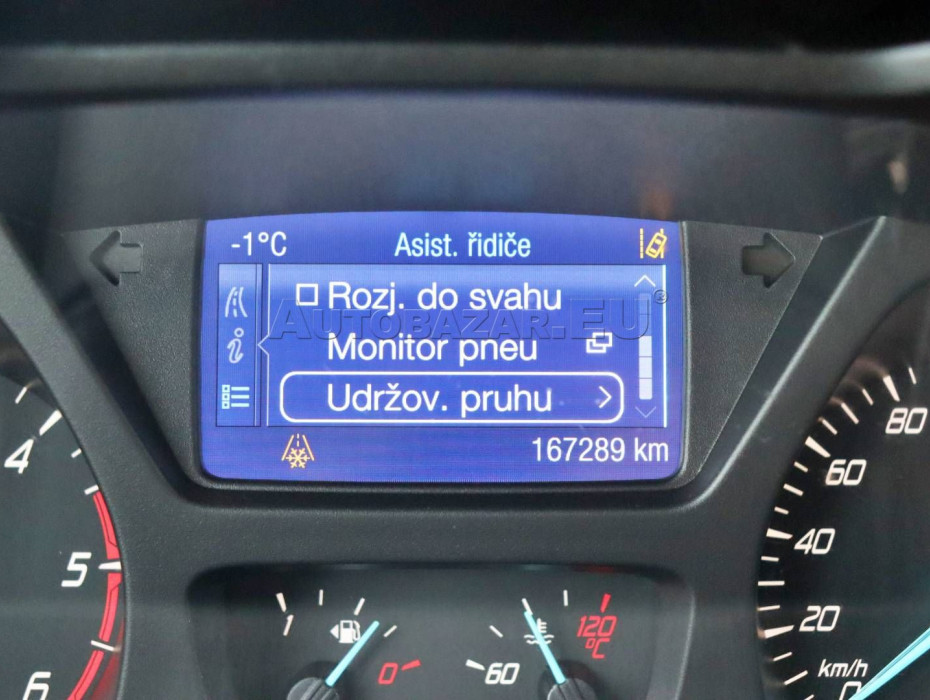 -1°C Asist. řidiče
Rozj. do svahu
AUTOBAZAR.EU®
Monitor pneu
Udržov. pruhu
167289 km
4
5
6
1
0
60
120
°C
80
60
40
20
km/h
0